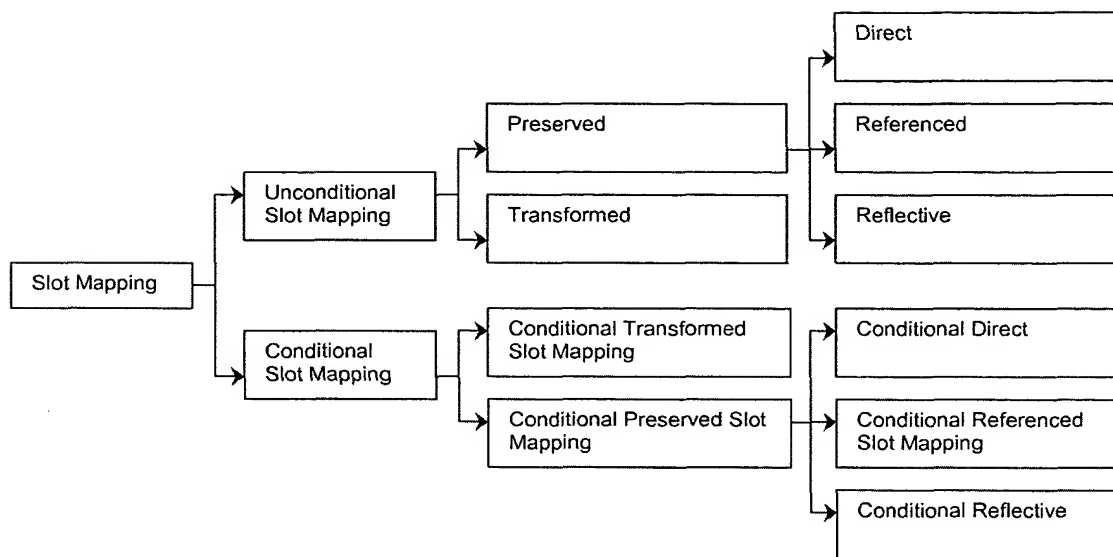 Direct
Preserved
Referenced
Unconditional
Slot Mapping
Transformed
Reflective
Slot Mapping
Conditional
Slot Mapping
Conditional Transformed
Slot Mapping
Conditional Direct
Conditional Preserved Slot
Mapping
Conditional Referenced
Slot Mapping
Conditional Reflective